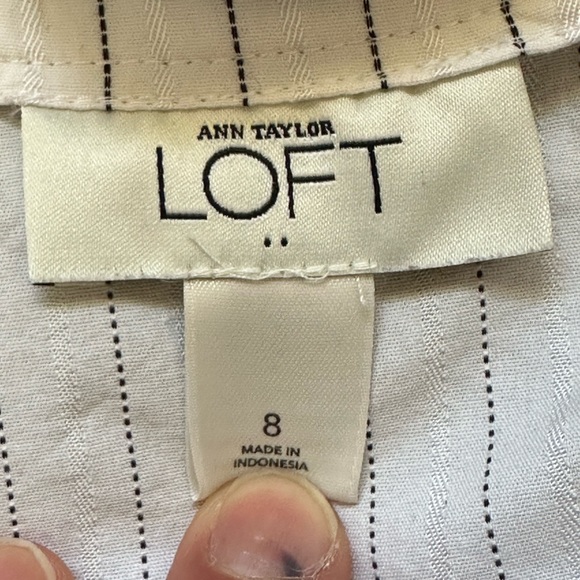 ANN TAYLOR
LOFT
8
MADE IN
INDONESIA